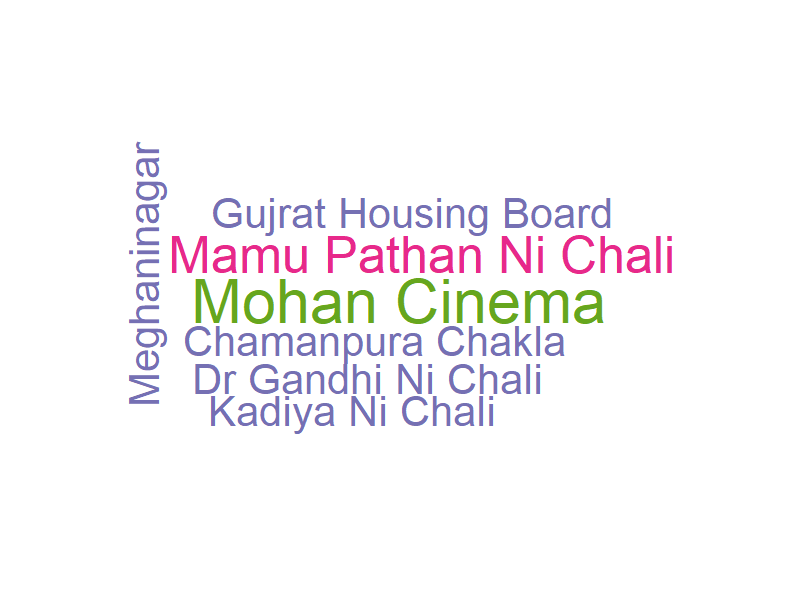 Meghaninagar
Gujrat Housing Board
Mamu Pathan Ni Chali
Mohan Cinema
Chamanpura Chakla
Dr Gandhi Ni Chali
Kadiya Ni Chali